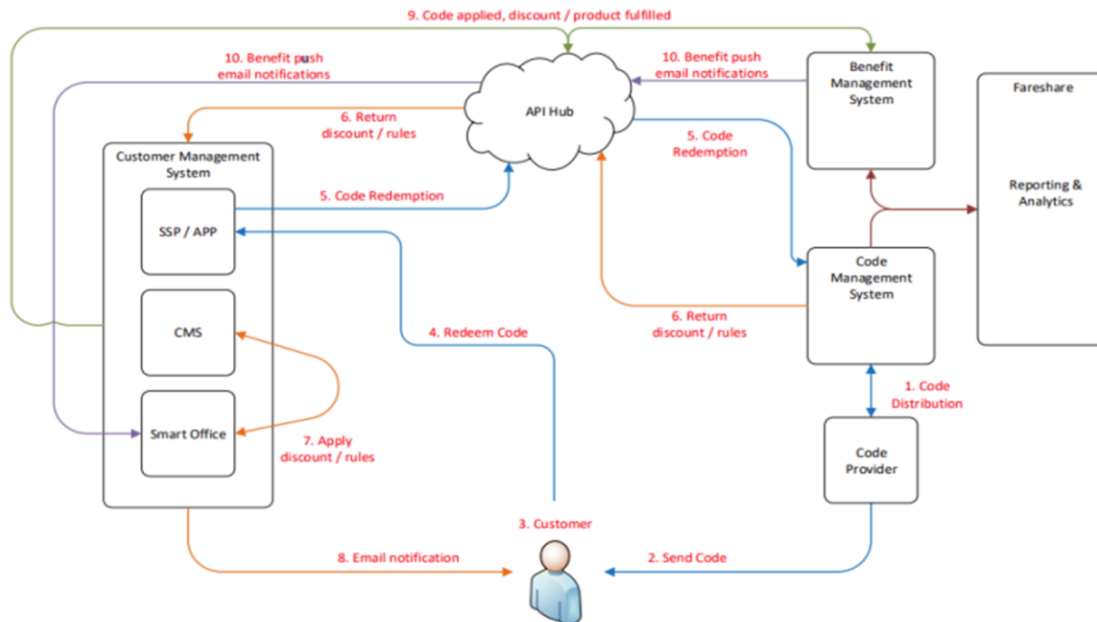 9. Code applied, discount / product fulfilled
10. Benefit push
email notifications
10. Benefit push
email notifications
Benefit
Management
System
Fareshare
API Hub
6. Return
discount / rules
5. Code
Redemption
Customer Management
System
5. Code Redemption
Reporting &
Analytics
SSP / APP
Code
Management
System
CMS
4. Redeem Code
6. Return
discount / rules
1. Code
Distribution
Smart Office
7. Apply
discount / rules
Code
Provider
3. Customer
8. Email notification
2. Send Code